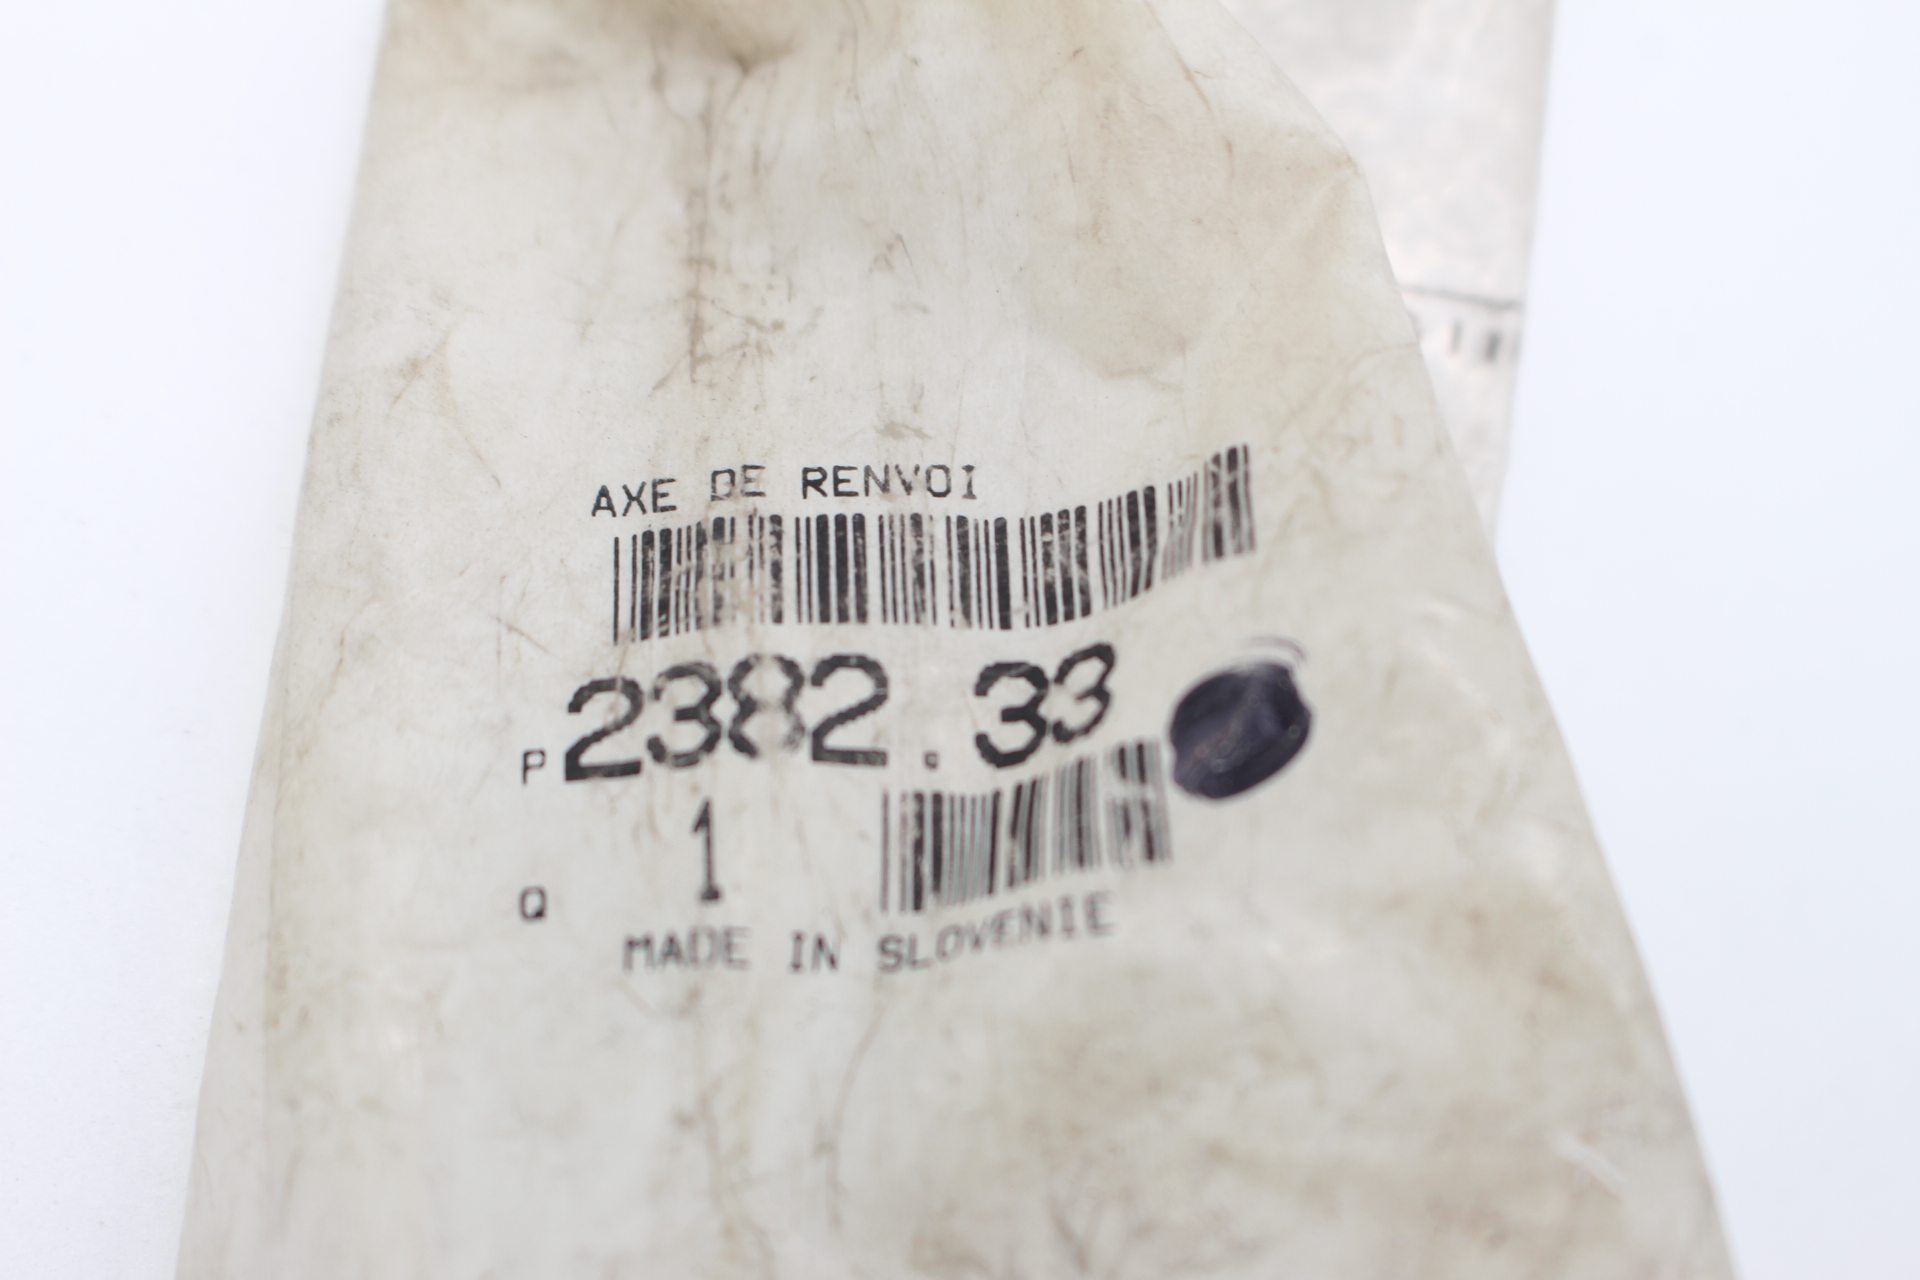 AXE DE RENVOI
P 2382.33
Q 1
MADE IN SLOVENIE